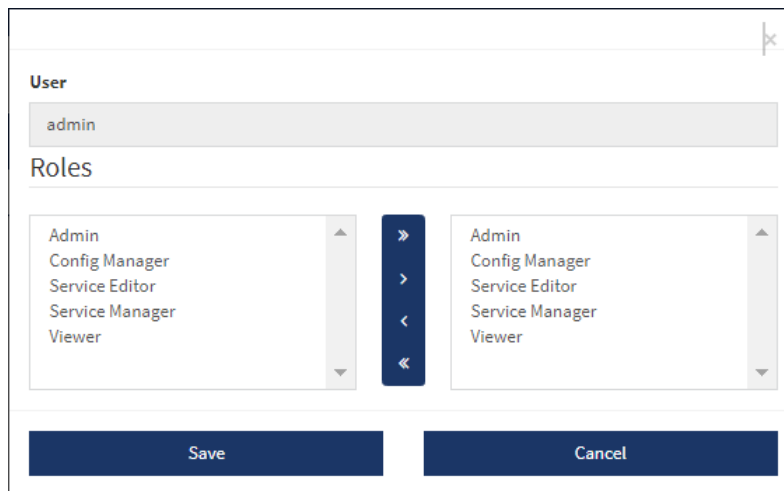 ×
User
admin
Roles
Admin
Config Manager
Service Editor
Service Manager
Viewer
»
›
‹
«
Admin
Config Manager
Service Editor
Service Manager
Viewer
Save
Cancel